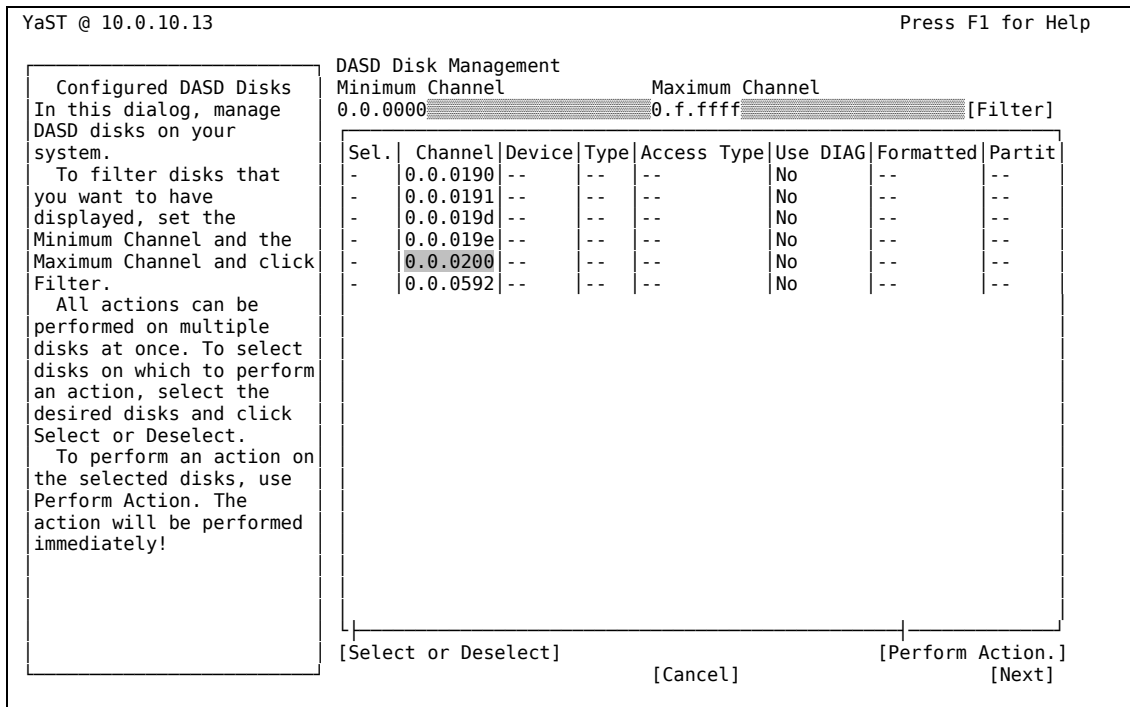 YaST @ 10.0.10.13 Press F1 for Help
Configured DASD Disks
In this dialog, manage
DASD disks on your
system.
To filter disks that
you want to have
displayed, set the
Minimum Channel and the
Maximum Channel and click
Filter.
All actions can be
performed on multiple
disks at once. To select
disks on which to perform
an action, select the
desired disks and click
Select or Deselect.
To perform an action on
the selected disks, use
Perform Action. The
action will be performed
immediately!
DASD Disk Management
Minimum Channel Maximum Channel
0.0.0000 0.f.ffff [Filter]
Sel.| Channel|Device|Type|Access Type|Use DIAG|Formatted|Partit
- |0.0.0190|-- |-- |-- |No |-- |--
- |0.0.0191|-- |-- |-- |No |-- |--
- |0.0.019d|-- |-- |-- |No |-- |--
- |0.0.019e|-- |-- |-- |No |-- |--
- |0.0.0200|-- |-- |-- |No |-- |--
- |0.0.0592|-- |-- |-- |No |-- |--
[Select or Deselect] [Perform Action.]
[Cancel] [Next]